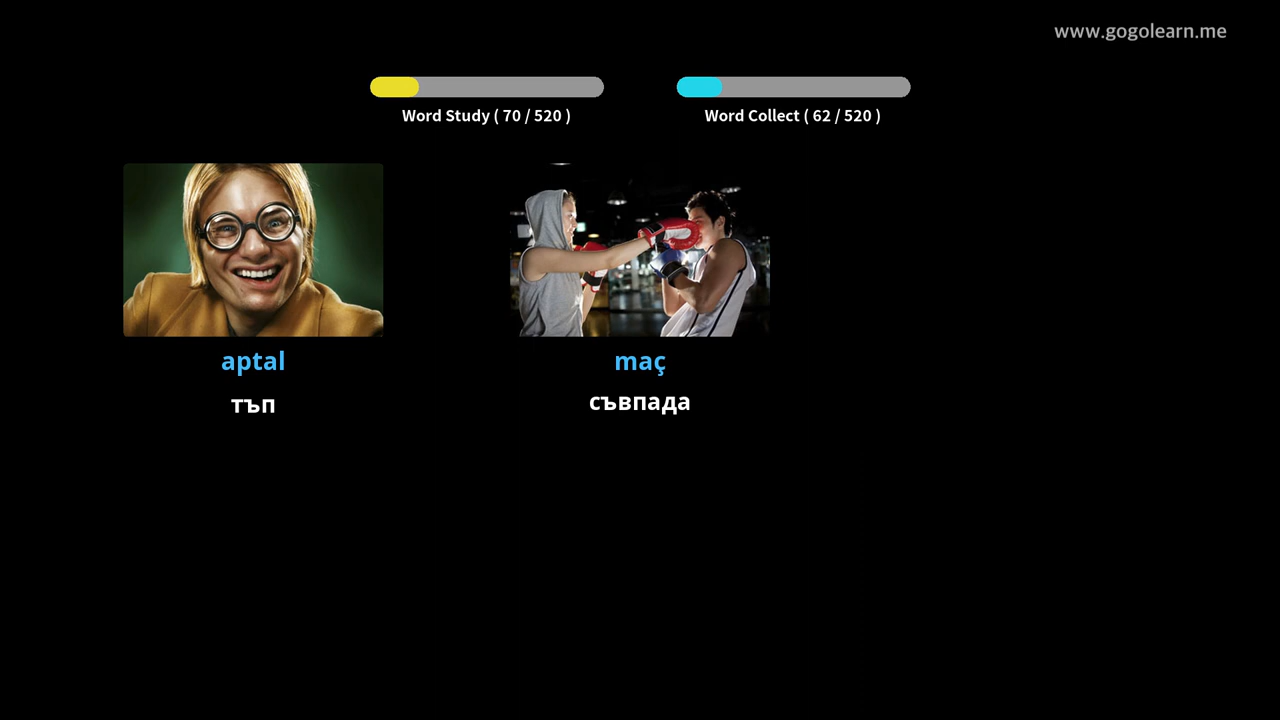 www.gogolearn.me
Word Study ( 70 / 520 )
Word Collect ( 62 / 520 )
aptal
тъп
maç
съвпада